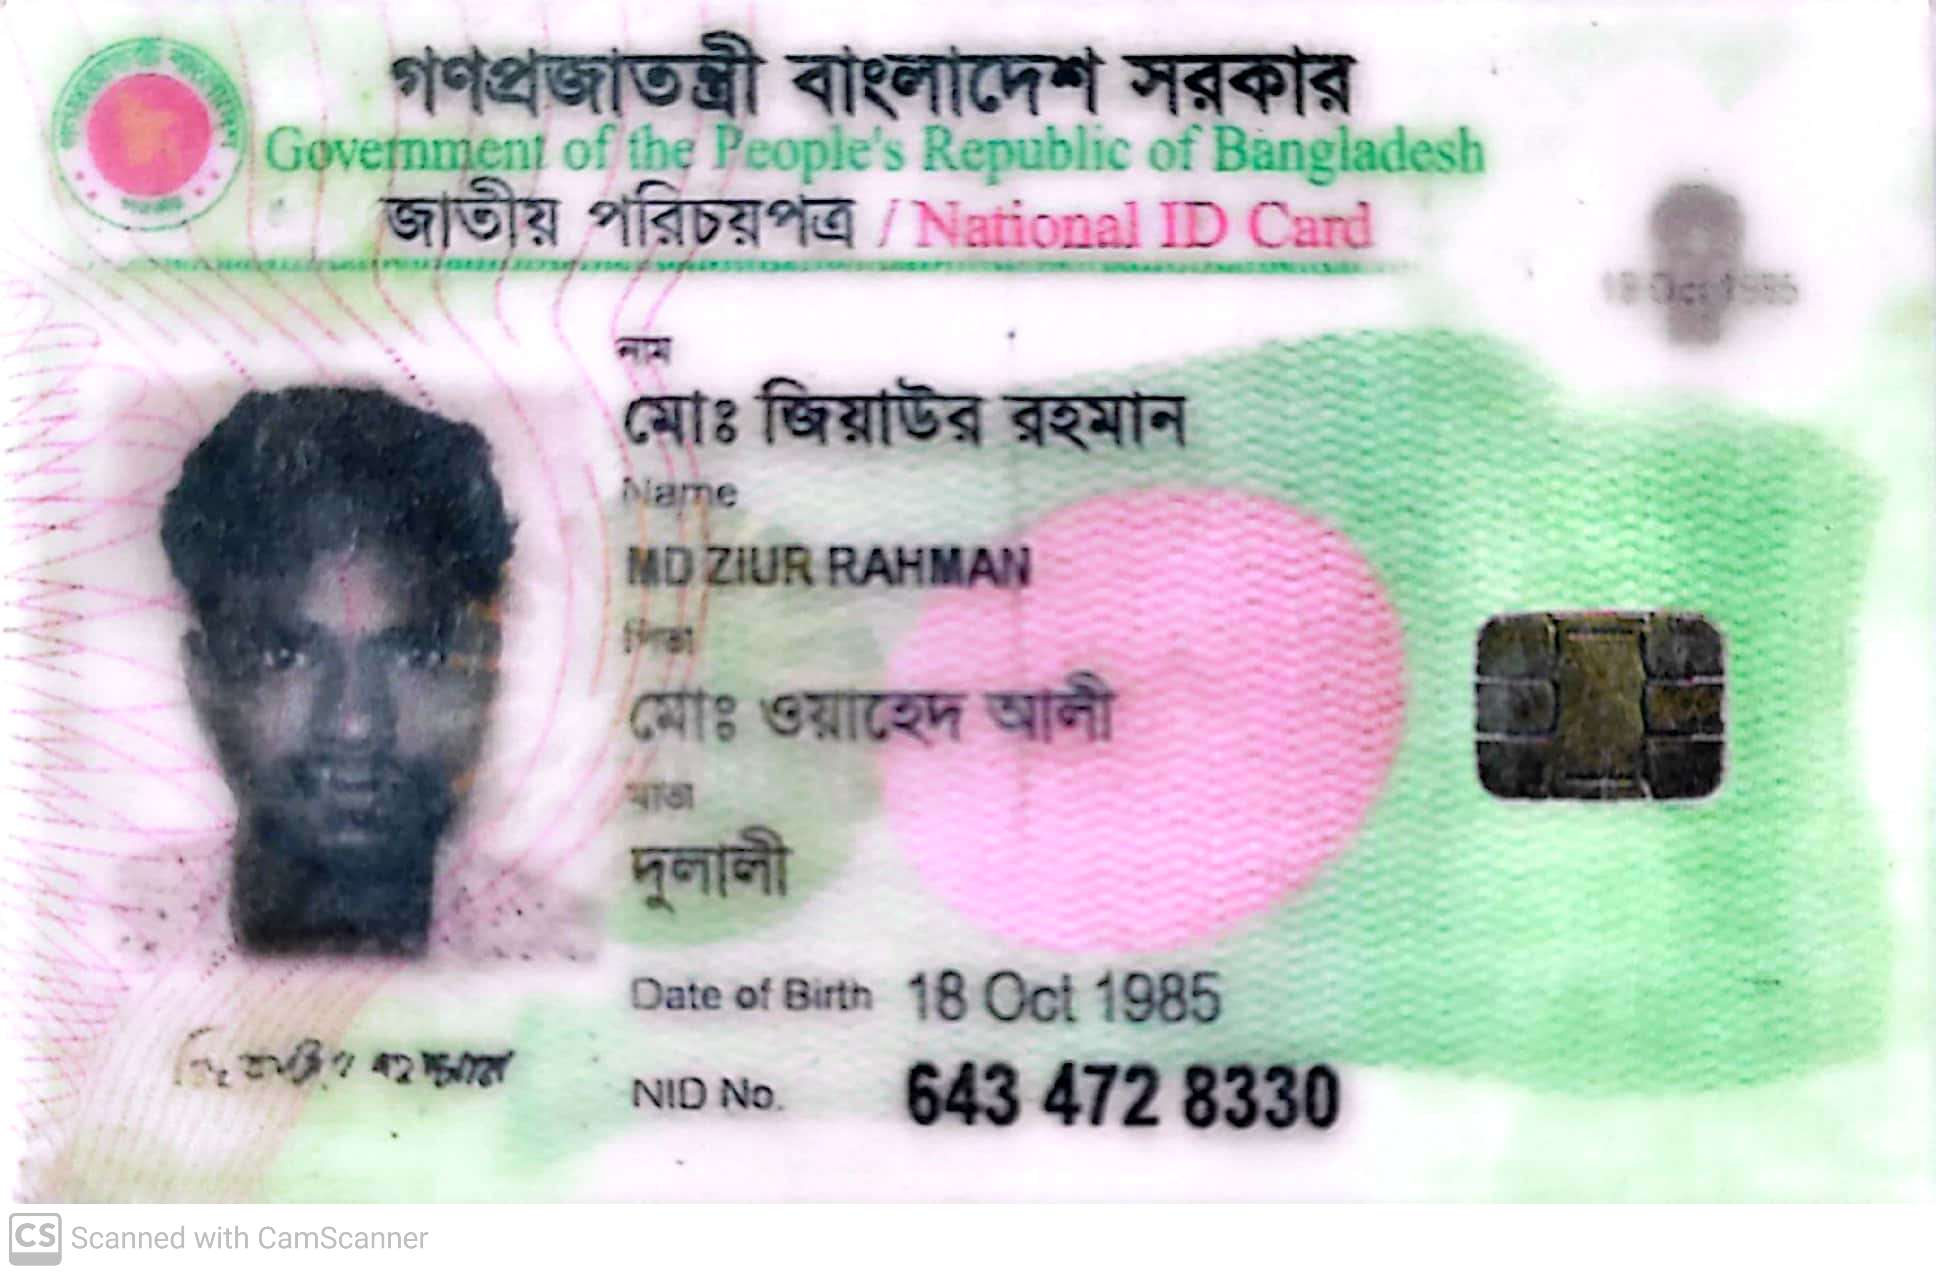 গণপ্রজাতন্ত্রী বাংলাদেশ সরকার
Government of the People's Republic of Bangladesh
জাতীয় পরিচয়পত্র / National ID Card
18 Oct 1985
নাম
মোঃ জিয়াউর রহমান
Name
MD ZIUR RAHMAN
পিতা
মোঃ ওয়াহেদ আলী
মাতা
দুলালী
Date of Birth 18 Oct 1985
NID No. 643 472 8330
CS Scanned with CamScanner